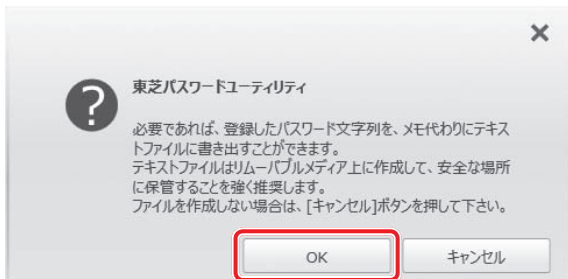 東芝パスワードユーティリティ
必要であれば、登録したパスワード文字列を、メモ代わりにテキス
トファイルに書き出すことができます。
テキストファイルはリムーバブルメディア上に作成して、安全な場所
に保管することを強く推奨します。
ファイルを作成しない場合は、[キャンセル]ボタンを押して下さい。
OK
キャンセル